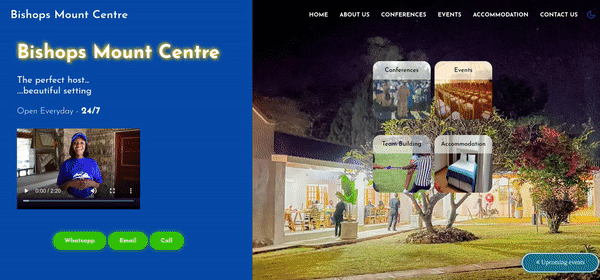 Bishops Mount Centre
HOME ABOUT US CONFERENCES EVENTS ACCOMMODATION CONTACT US
Bishops Mount Centre
The perfect host...
...beautiful setting
Open Everyday - 24/7
0:00 / 2:20
Whatsapp Email Call
Conferences Events
Team Building Accommodation
« Upcoming events